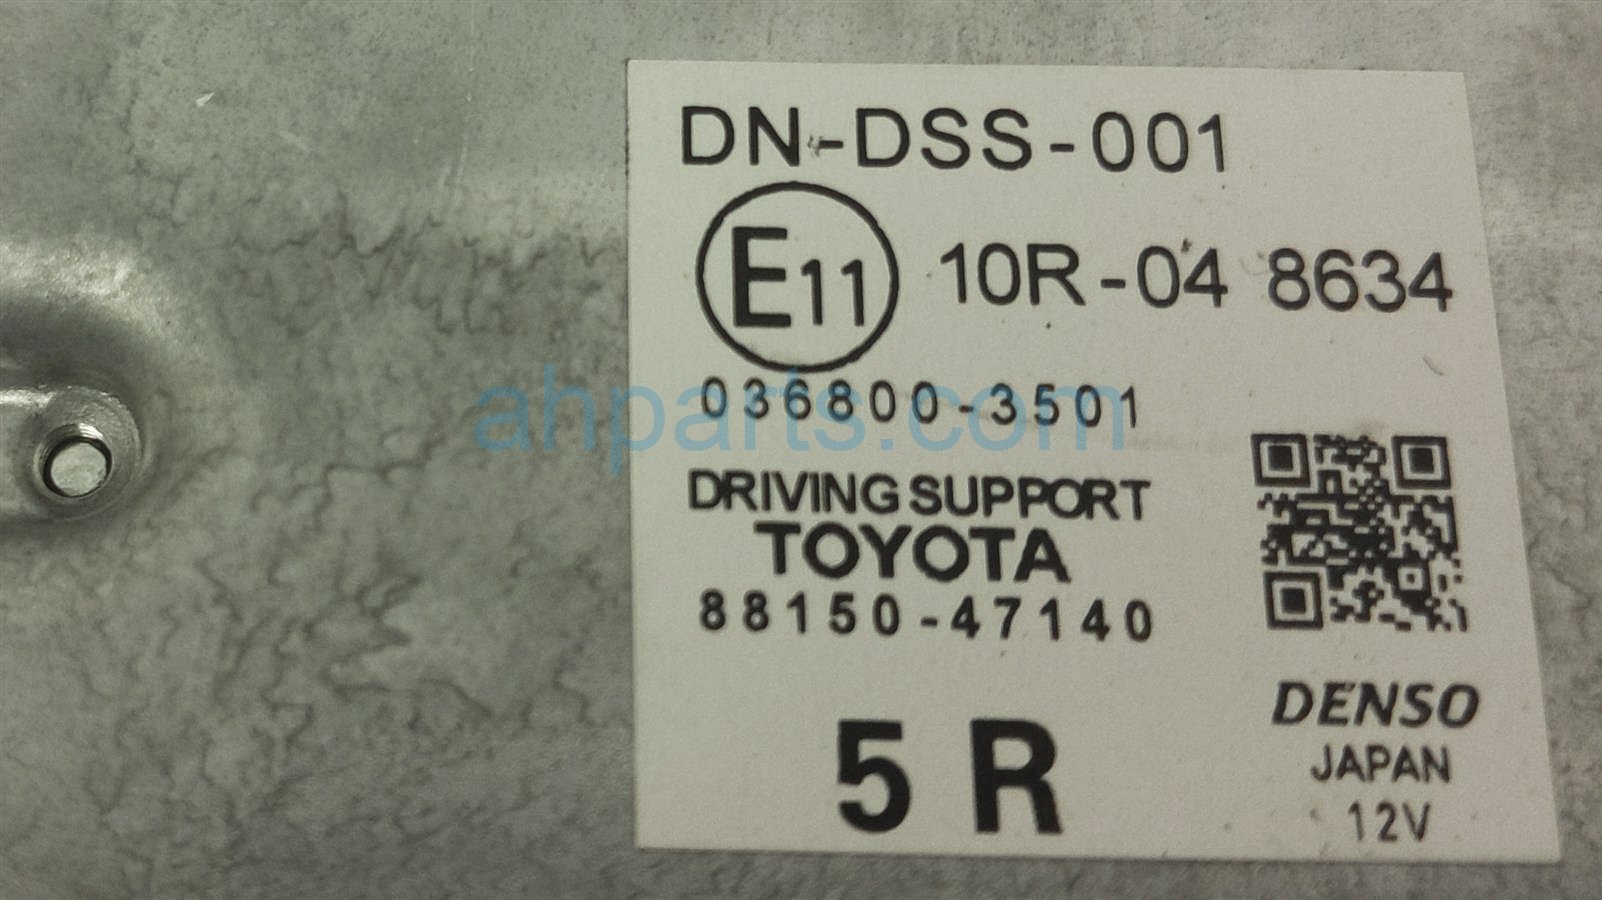 DN-DSS-001
E11 10R-04 8634
036800-3501
ahparts.com
DRIVING SUPPORT
TOYOTA
88150-47140
5R
DENSO
JAPAN
12V